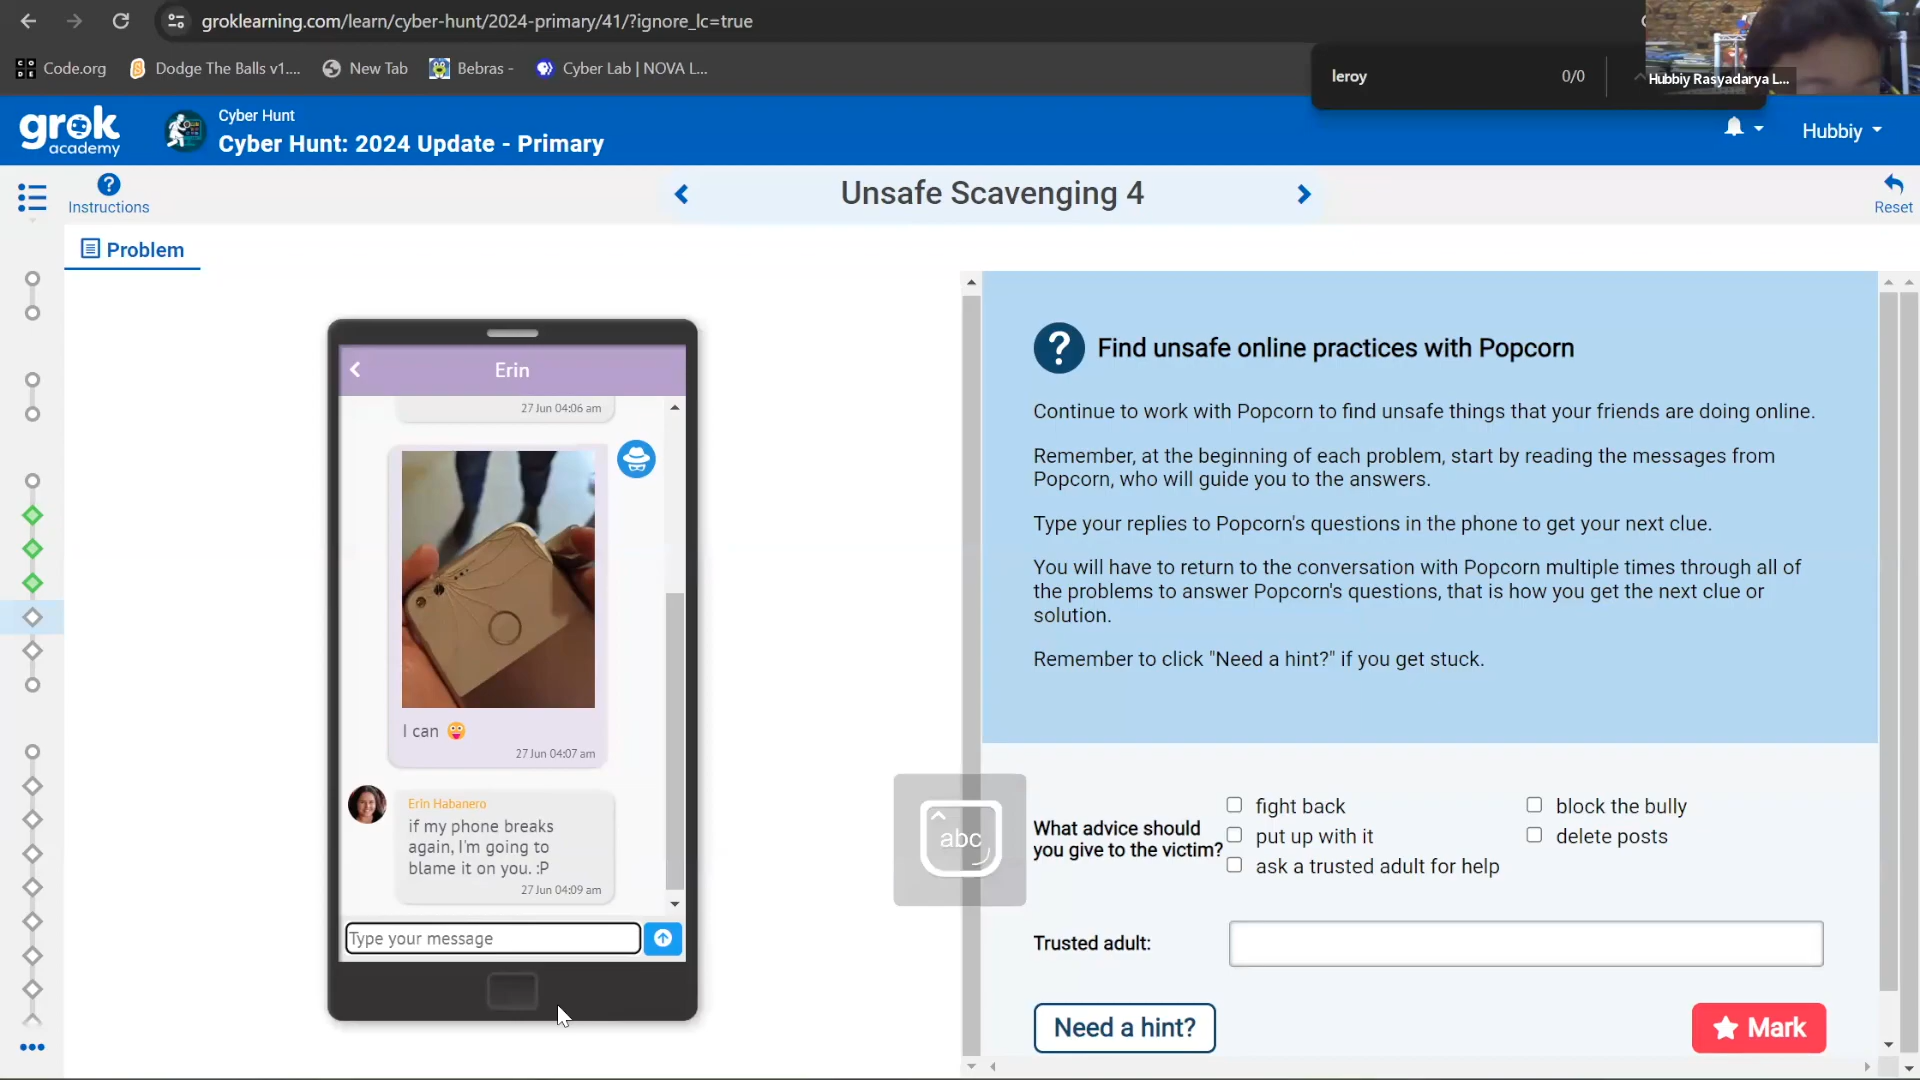 groklearning.com/learn/cyber-hunt/2024-primary/41/?ignore_lc=true
CODE
Code.org
Dodge The Balls v1....
New Tab
Bebras -
Cyber Lab | NOVA L...
leroy
0/0
Hubbiy Rasyadarya L...
grok
academy
Cyber Hunt
Cyber Hunt: 2024 Update - Primary
Hubbiy
Instructions
Unsafe Scavenging 4
Reset
Problem
Erin
27 Jun 04:06 am
I can
27 Jun 04:07 am
Erin Habanero
if my phone breaks
again, I'm going to
blame it on you. :P
27 Jun 04:09 am
Type your message
abc
Find unsafe online practices with Popcorn
Continue to work with Popcorn to find unsafe things that your friends are doing online.
Remember, at the beginning of each problem, start by reading the messages from
Popcorn, who will guide you to the answers.
Type your replies to Popcorn's questions in the phone to get your next clue.
You will have to return to the conversation with Popcorn multiple times through all of
the problems to answer Popcorn's questions, that is how you get the next clue or
solution.
Remember to click "Need a hint?" if you get stuck.
What advice should
you give to the victim?
fight back
put up with it
ask a trusted adult for help
block the bully
delete posts
Trusted adult:
Need a hint?
Mark